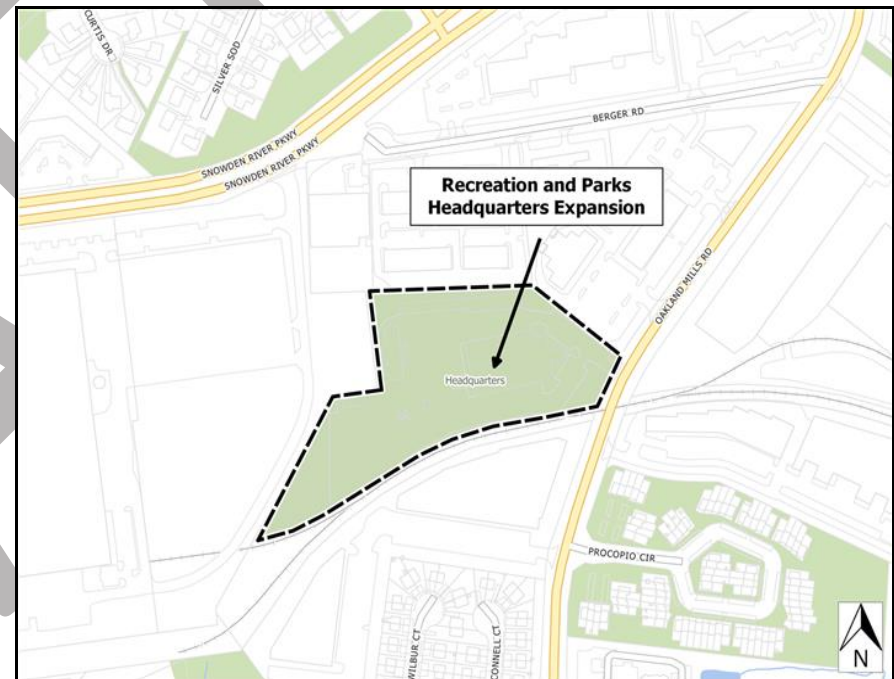 CURTIS DR
SILVER SOD
BERGER RD
SNOWDEN RIVER PKWY
SNOWDEN RIVER PKWY
Recreation and Parks
Headquarters Expansion
OAKLAND MILLS RD
Headquarters
PROCOPIO CIR
WILBUR CT
CONNELL CT
N